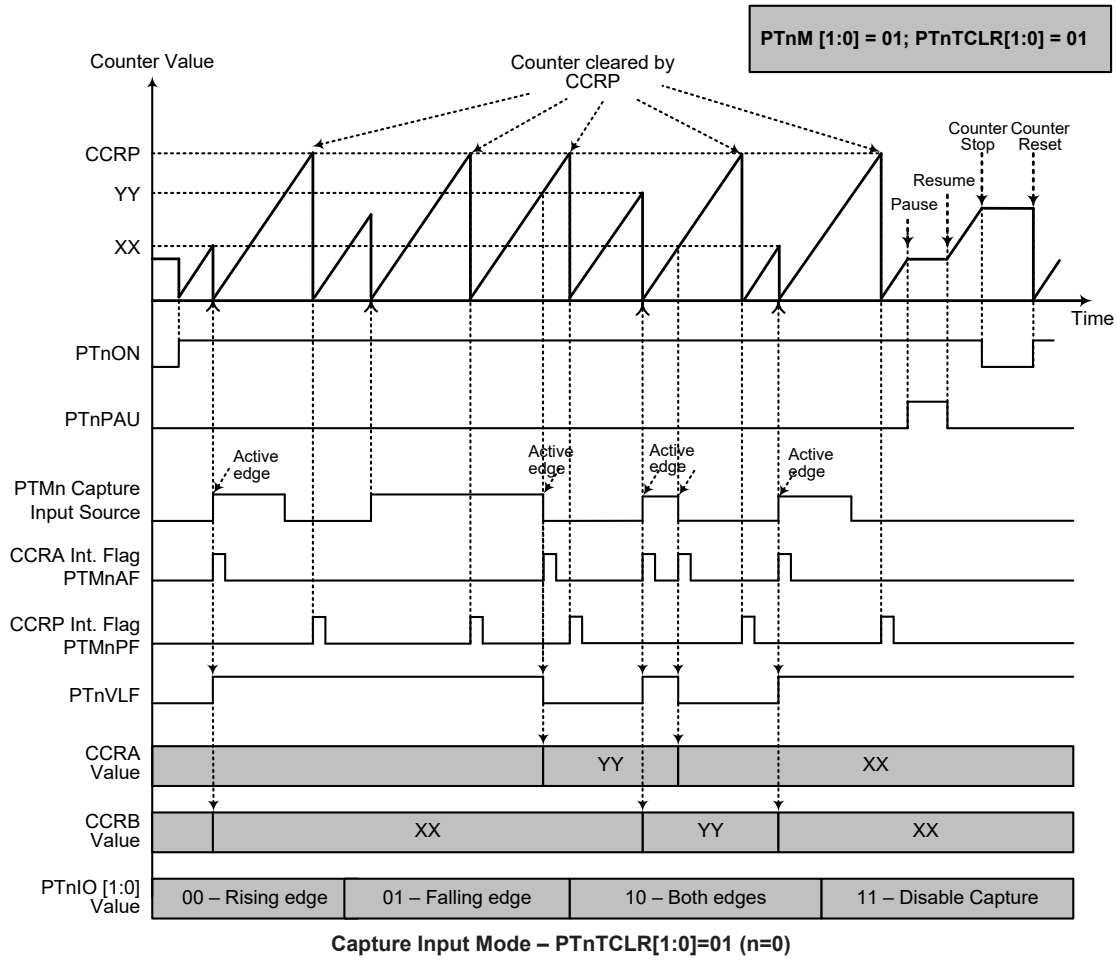 PTnM [1:0] = 01; PTnTCLR[1:0] = 01
Counter Value
Counter cleared by
CCRP
Counter
Stop
Counter
Reset
CCRP
YY
XX
Pause
Resume
Time
PTnON
PTnPAU
Active
edge
Active
edge
Active
edge
Active
edge
PTMn Capture
Input Source
CCRA Int. Flag
PTMnAF
CCRP Int. Flag
PTMnPF
PTnVLF
CCRA
Value
YY
XX
CCRB
Value
XX
YY
XX
PTnIO [1:0]
Value
00 – Rising edge
01 – Falling edge
10 – Both edges
11 – Disable Capture
Capture Input Mode – PTnTCLR[1:0]=01 (n=0)